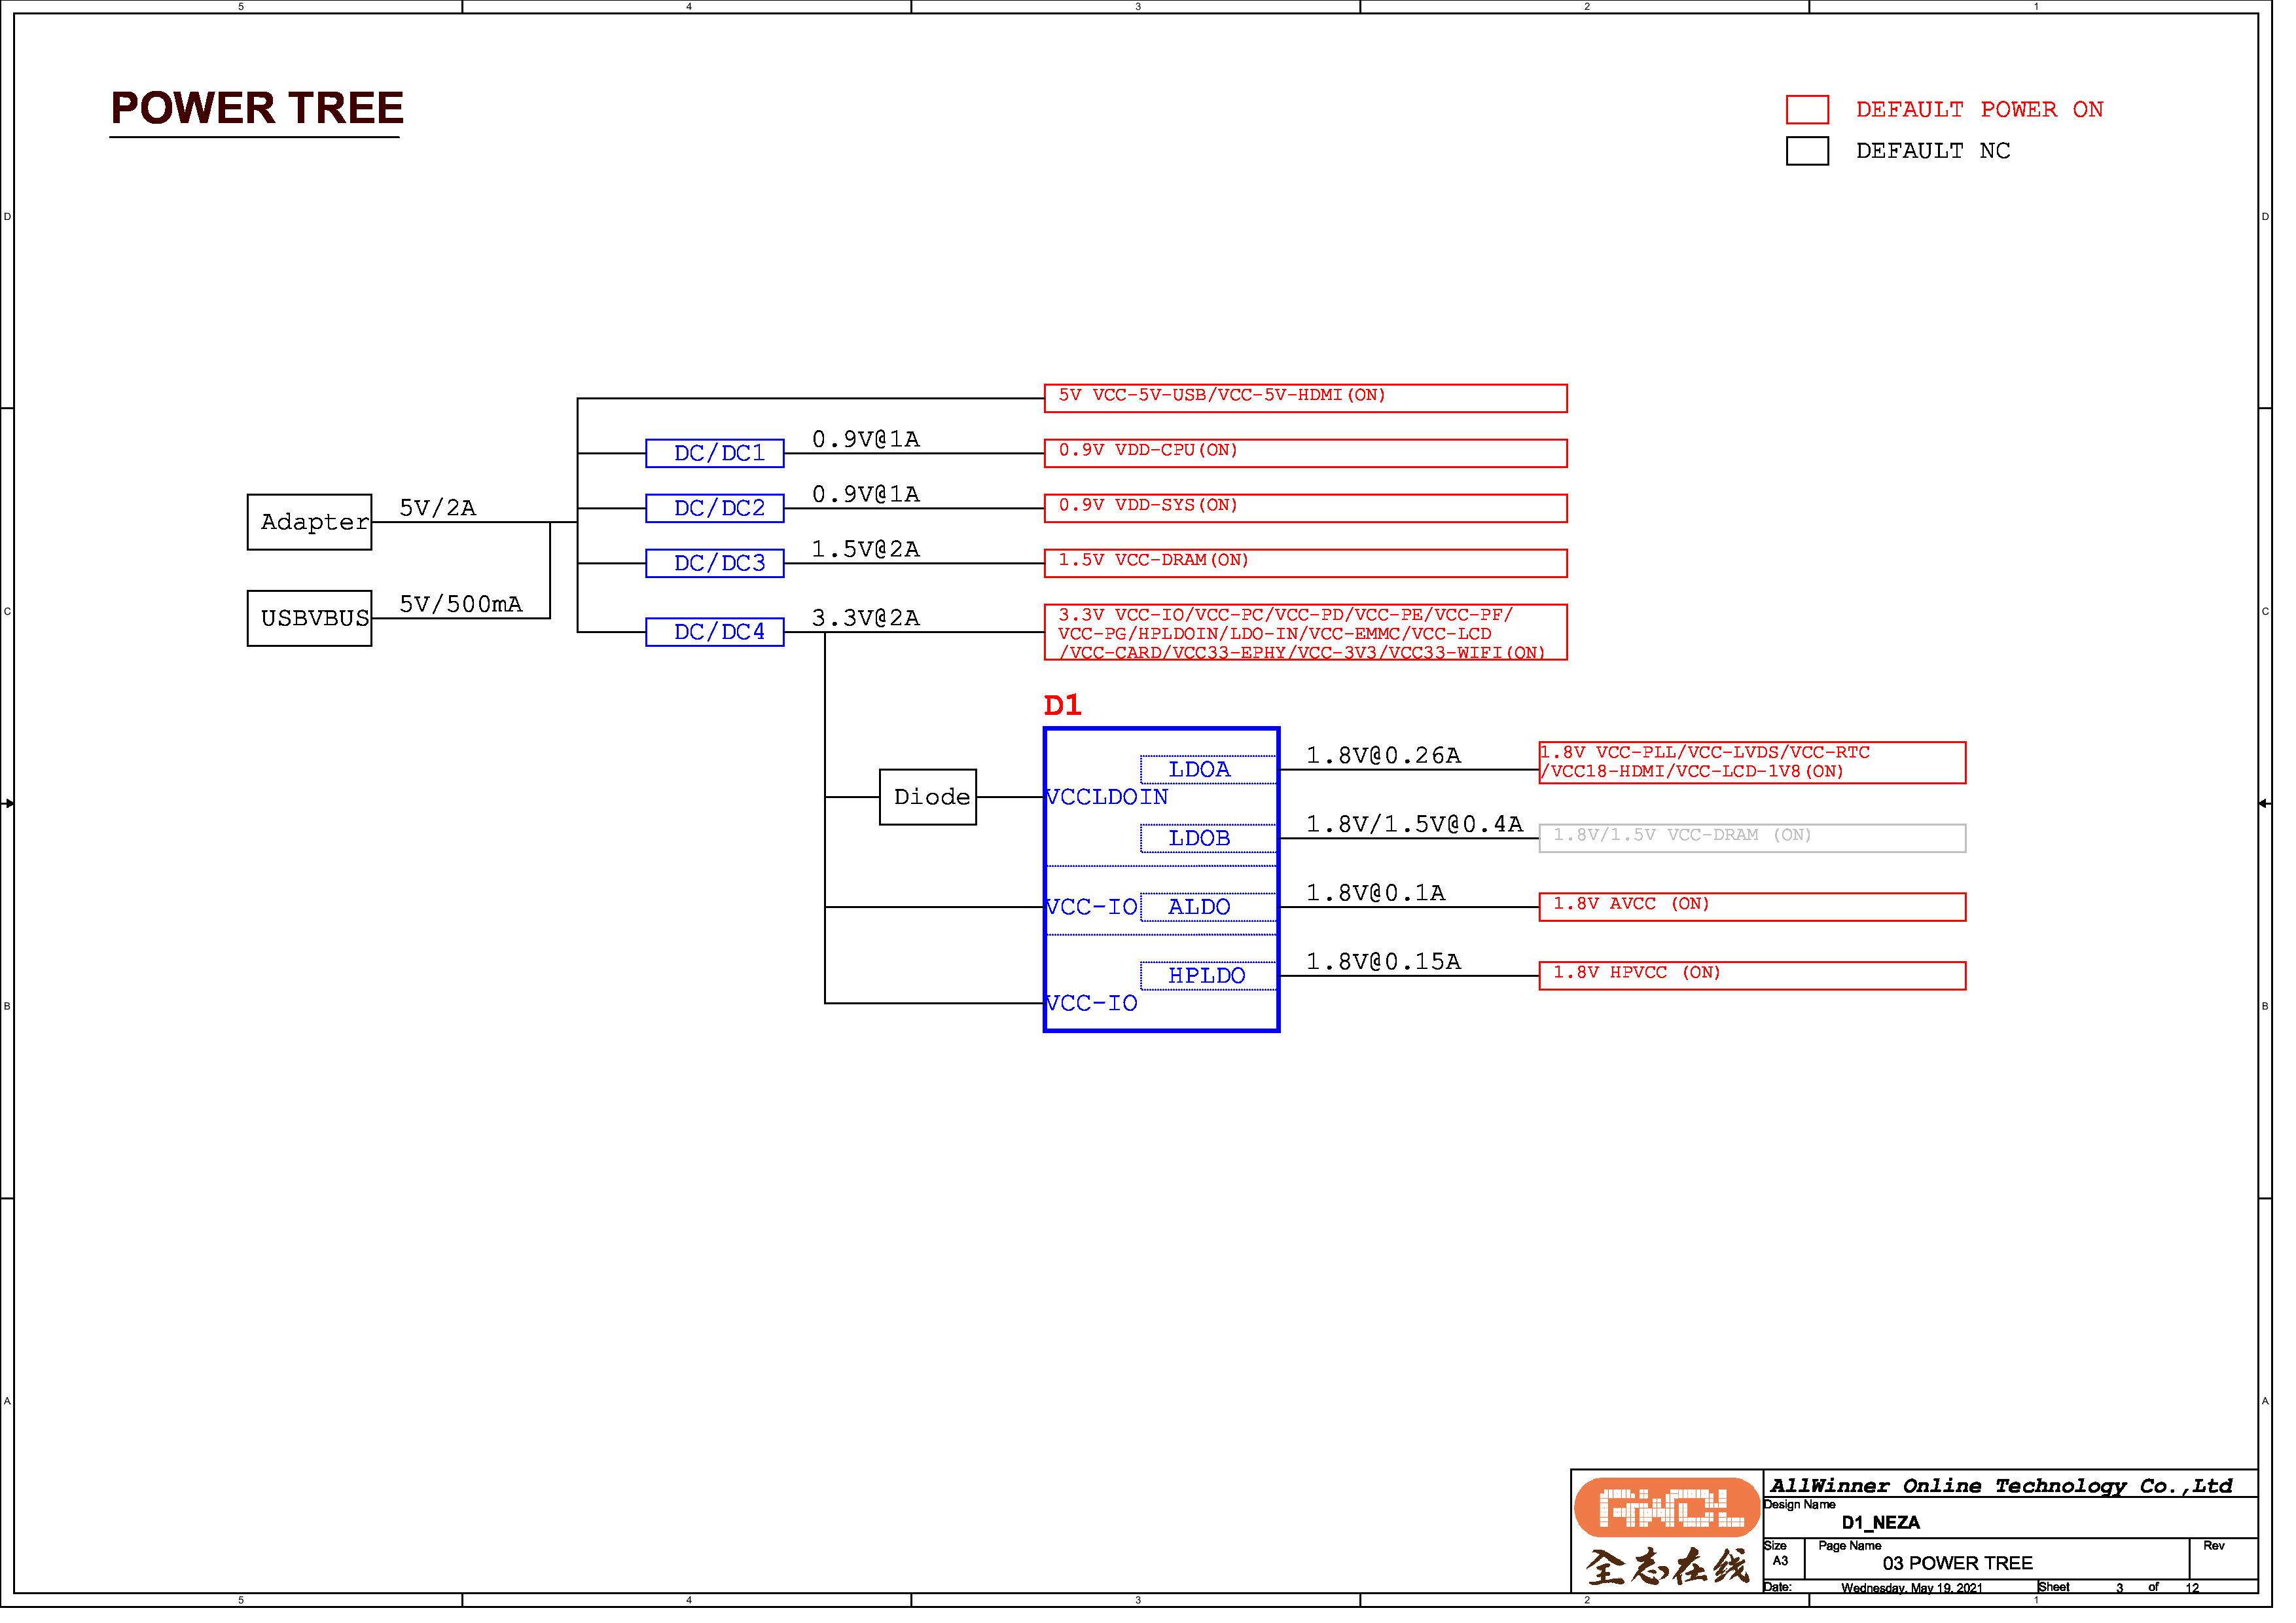 5 4 3 2 1
POWER TREE
DEFAULT POWER ON
DEFAULT NC
D D
5V VCC-5V-USB/VCC-5V-HDMI(ON)
DC/DC1 0.9V@1A 0.9V VDD-CPU(ON)
DC/DC2 0.9V@1A 0.9V VDD-SYS(ON)
Adapter 5V/2A
DC/DC3 1.5V@2A 1.5V VCC-DRAM(ON)
USBVBUS 5V/500mA
C C
DC/DC4 3.3V@2A
3.3V VCC-IO/VCC-PC/VCC-PD/VCC-PE/VCC-PF/
VCC-PG/HPLDOIN/LDO-IN/VCC-EMMC/VCC-LCD
/VCC-CARD/VCC33-EPHY/VCC-3V3/VCC33-WIFI(ON)
D1
LDOA 1.8V@0.26A
1.8V VCC-PLL/VCC-LVDS/VCC-RTC
/VCC18-HDMI/VCC-LCD-1V8(ON)
Diode VCCLDOIN
LDOB 1.8V/1.5V@0.4A 1.8V/1.5V VCC-DRAM (ON)
VCC-IO ALDO 1.8V@0.1A 1.8V AVCC (ON)
HPLDO 1.8V@0.15A 1.8V HPVCC (ON)
VCC-IO
B B
A A
AWOL
全志在线
AllWinner Online Technology Co.,Ltd
Design Name
D1_NEZA
Size Page Name Rev
A3 03 POWER TREE
Date: Wednesday, May 19, 2021 Sheet 3 of 12
5 4 3 2 1